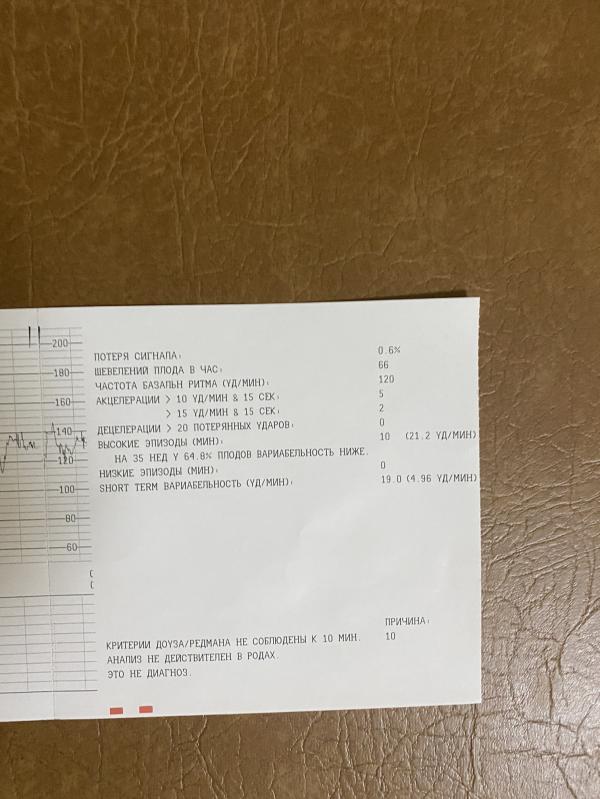 200
180
160
140
120
100
80
60
ПОТЕРЯ СИГНАЛА: 0.6%
ШЕВЕЛЕНИЙ ПЛОДА В ЧАС: 66
ЧАСТОТА БАЗАЛЬН РИТМА (УД/МИН): 120
АКЦЕЛЕРАЦИИ > 10 УД/МИН & 15 СЕК: 5
> 15 УД/МИН & 15 СЕК: 2
ДЕЦЕЛЕРАЦИИ > 20 ПОТЕРЯННЫХ УДАРОВ: 0
ВЫСОКИЕ ЭПИЗОДЫ (МИН): 10 (21.2 УД/МИН)
НА 35 НЕД У 64.8% ПЛОДОВ ВАРИАБЕЛЬНОСТЬ НИЖЕ.
НИЗКИЕ ЭПИЗОДЫ (МИН): 0
SHORT TERM ВАРИАБЕЛЬНОСТЬ (УД/МИН): 19.0 (4.96 УД/МИН)
ПРИЧИНА:
КРИТЕРИИ ДОУЗА/РЕДМАНА НЕ СОБЛЮДЕНЫ К 10 МИН. 10
АНАЛИЗ НЕ ДЕЙСТВИТЕЛЕН В РОДАХ.
ЭТО НЕ ДИАГНОЗ.